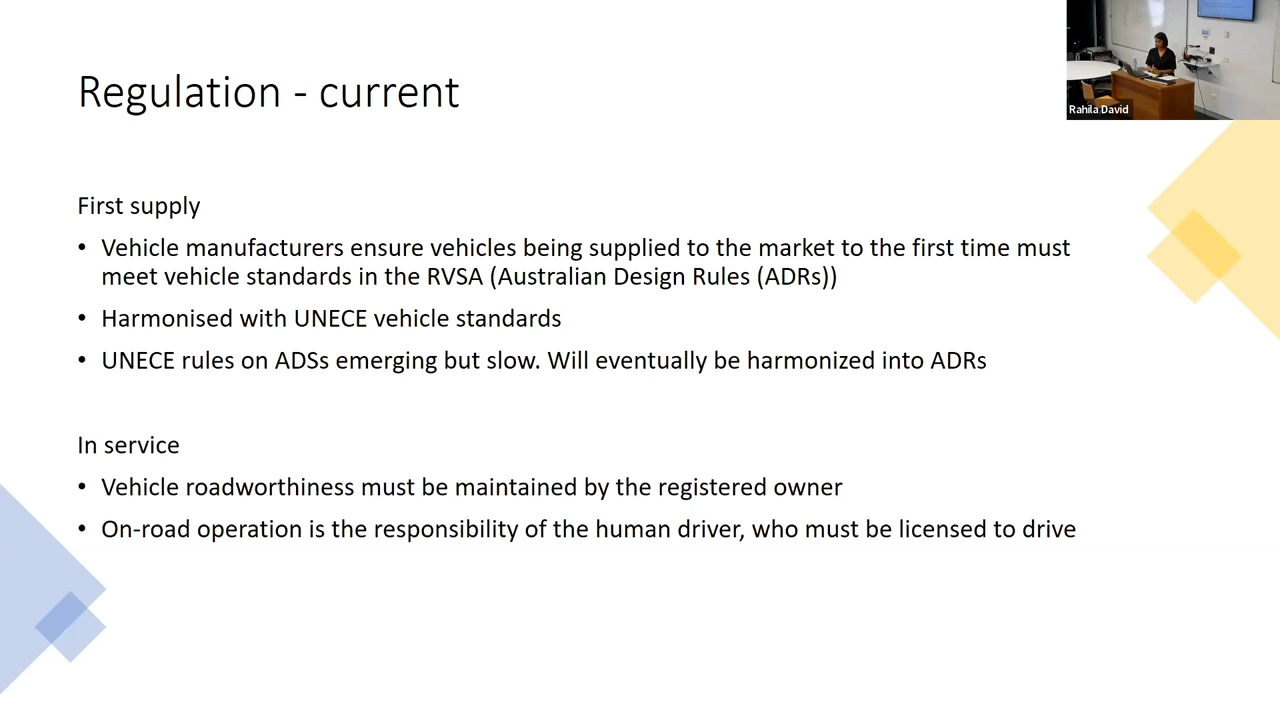 Regulation - current
Rahila David
First supply
• Vehicle manufacturers ensure vehicles being supplied to the market to the first time must
meet vehicle standards in the RVSA (Australian Design Rules (ADRs))
• Harmonised with UNECE vehicle standards
• UNECE rules on ADSs emerging but slow. Will eventually be harmonized into ADRs
In service
• Vehicle roadworthiness must be maintained by the registered owner
• On-road operation is the responsibility of the human driver, who must be licensed to drive